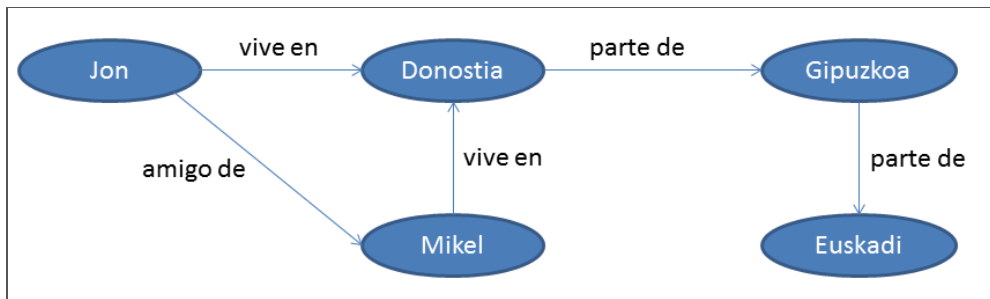 vive en
parte de
Jon
Donostia
Gipuzkoa
amigo de
vive en
parte de
Mikel
Euskadi